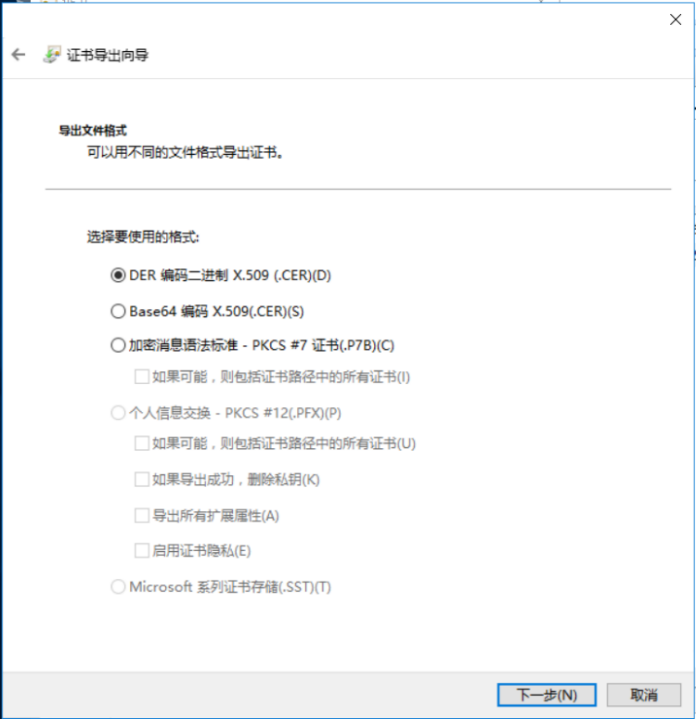 证书导出向导
导出文件格式
可以用不同的文件格式导出证书。
选择要使用的格式:
DER 编码二进制 X.509 (.CER)(D)
Base64 编码 X.509(.CER)(S)
加密消息语法标准 - PKCS #7 证书(.P7B)(C)
如果可能，则包括证书路径中的所有证书(I)
个人信息交换 - PKCS #12(.PFX)(P)
如果可能，则包括证书路径中的所有证书(U)
如果导出成功，删除私钥(K)
导出所有扩展属性(A)
启用证书隐私(E)
Microsoft 系列证书存储(.SST)(T)
下一步(N) 取消